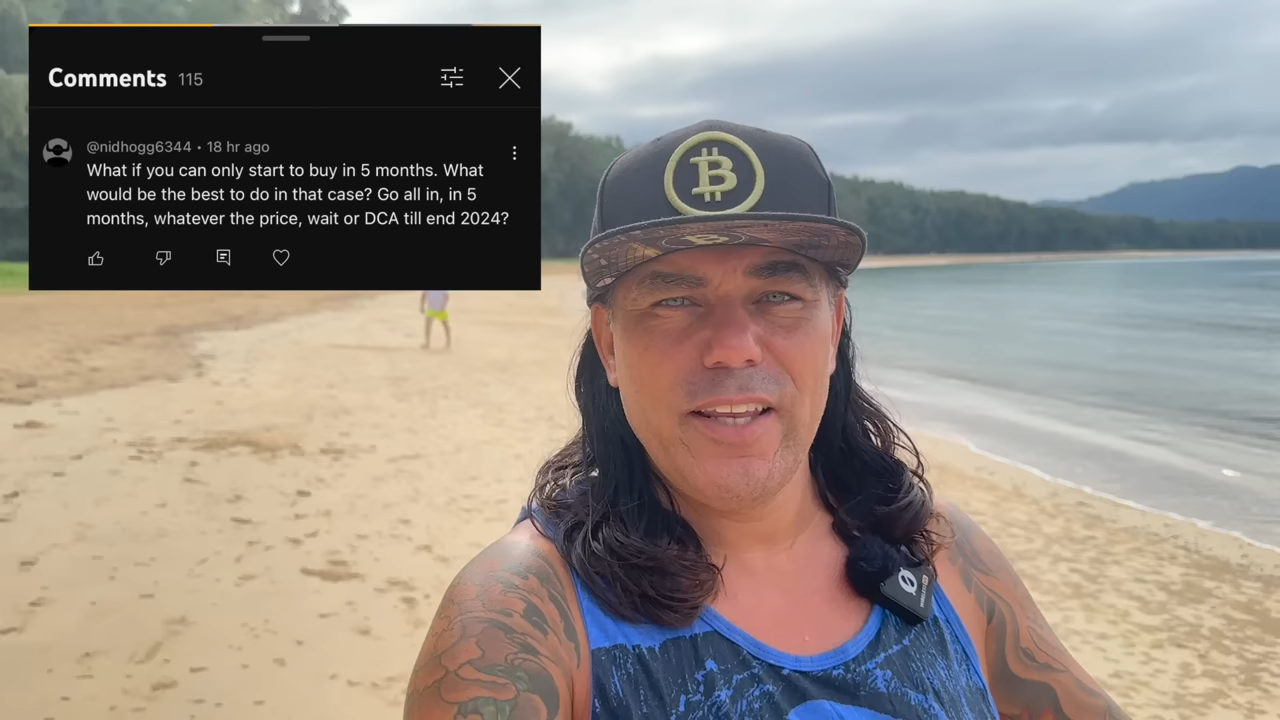 Comments 115
@nidhogg6344 • 18 hr ago
What if you can only start to buy in 5 months. What
would be the best to do in that case? Go all in, in 5
months, whatever the price, wait or DCA till end 2024?